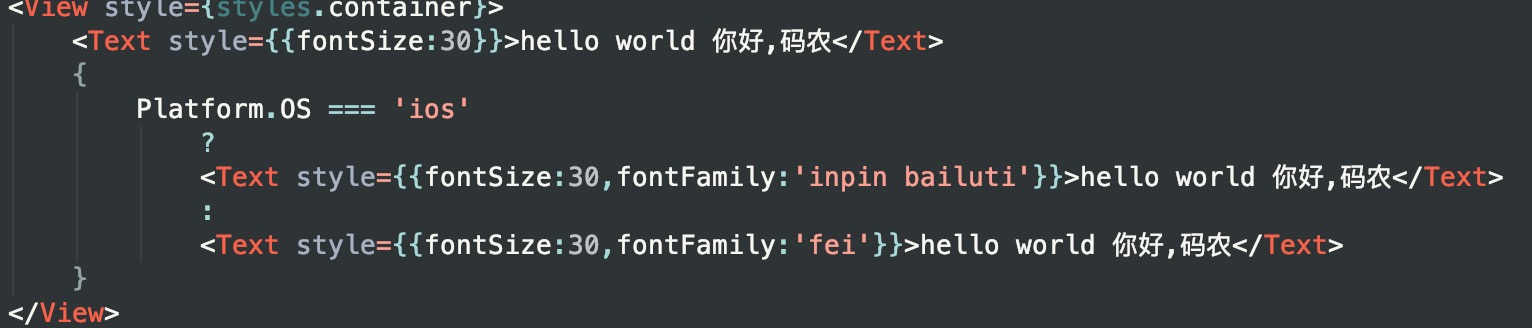 <View style={styles.container}>
<Text style={{fontSize:30}}>hello world 你好,码农</Text>
{
Platform.OS === 'ios'
?
<Text style={{fontSize:30,fontFamily:'inpin bailuti'}}>hello world 你好,码农</Text>
:
<Text style={{fontSize:30,fontFamily:'fei'}}>hello world 你好,码农</Text>
}
</View>